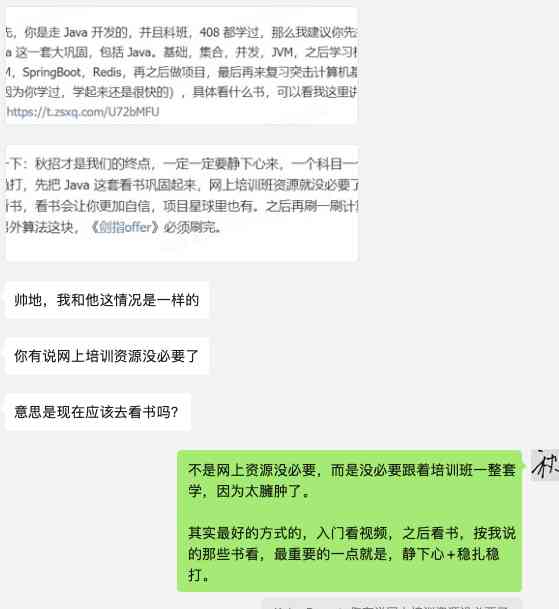 先，你是走 Java 开发的，并且科班，408 都学过，那么我建议你先
a 这一套大巩固，包括 Java。基础，集合，并发，JVM，之后学习
M，SpringBoot，Redis，再之后做项目，最后再来复习突击计算机基
因为你学过，学起来还是很快的），具体看什么书，可以看我这里讲
https://t.zsxq.com/U72bMFU
一下：秋招才是我们的终点，一定一定要静下心来，一个科目一
打，先把 Java 这套看书巩固起来，网上培训班资源就没必要了
看书，看书会让你更加自信，项目星球里也有。之后再刷一刷计
另外算法这块，《剑指offer》必须刷完。
帅地，我和他这情况是一样的
你有说网上培训资源没必要了
意思是现在应该去看书吗？
不是网上资源没必要，而是没必要跟着培训班一整套
学，因为太臃肿了。
其实最好的方式的，入门看视频，之后看书，按我说
的那些书看，最重要的一点就是，静下心+稳扎稳
打。